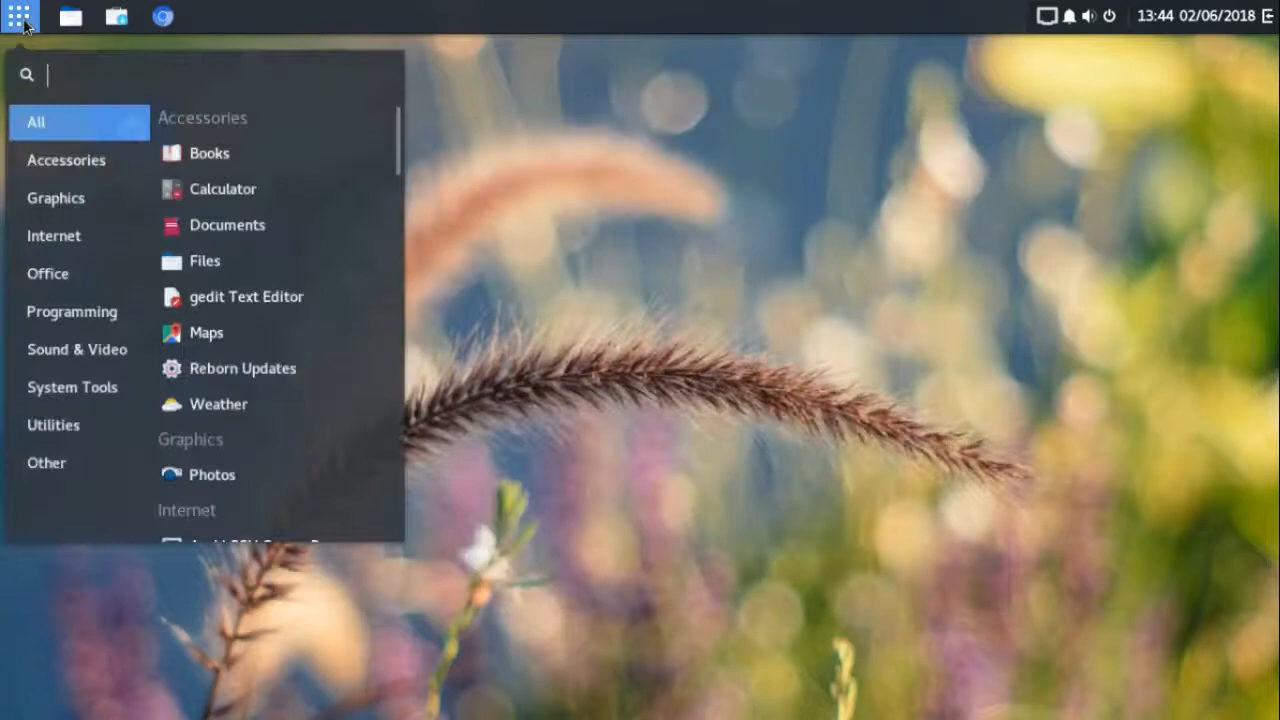 13:44 02/06/2018
All
Accessories
Graphics
Internet
Office
Programming
Sound & Video
System Tools
Utilities
Other
Accessories
Books
Calculator
Documents
Files
gedit Text Editor
Maps
Reborn Updates
Weather
Graphics
Photos
Internet